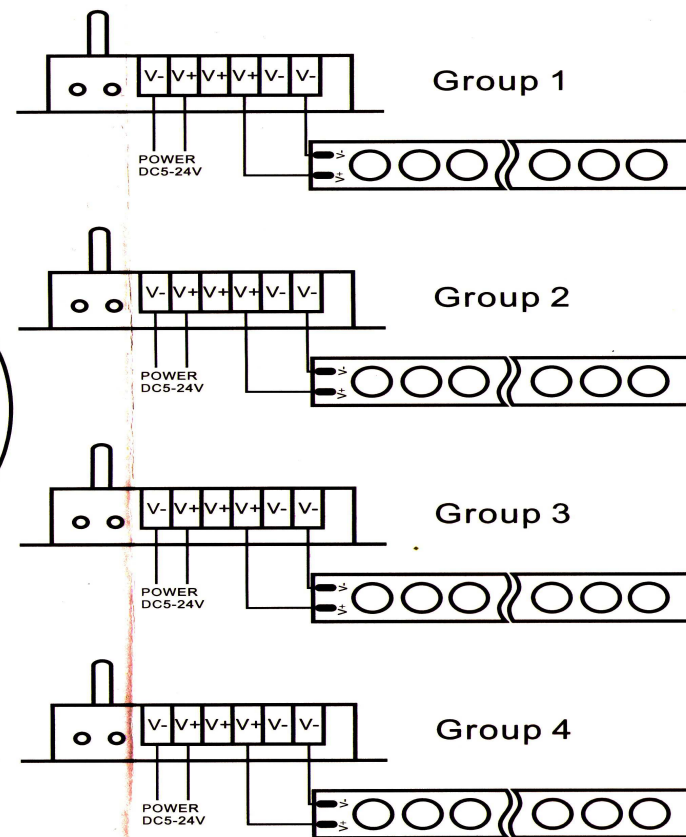 V- V+ V+ V+ V- V-
Group 1
POWER
DC5-24V
V-
V+
V- V+ V+ V+ V- V-
Group 2
POWER
DC5-24V
V-
V+
V- V+ V+ V+ V- V-
Group 3
POWER
DC5-24V
V-
V+
V- V+ V+ V+ V- V-
Group 4
POWER
DC5-24V
V-
V+